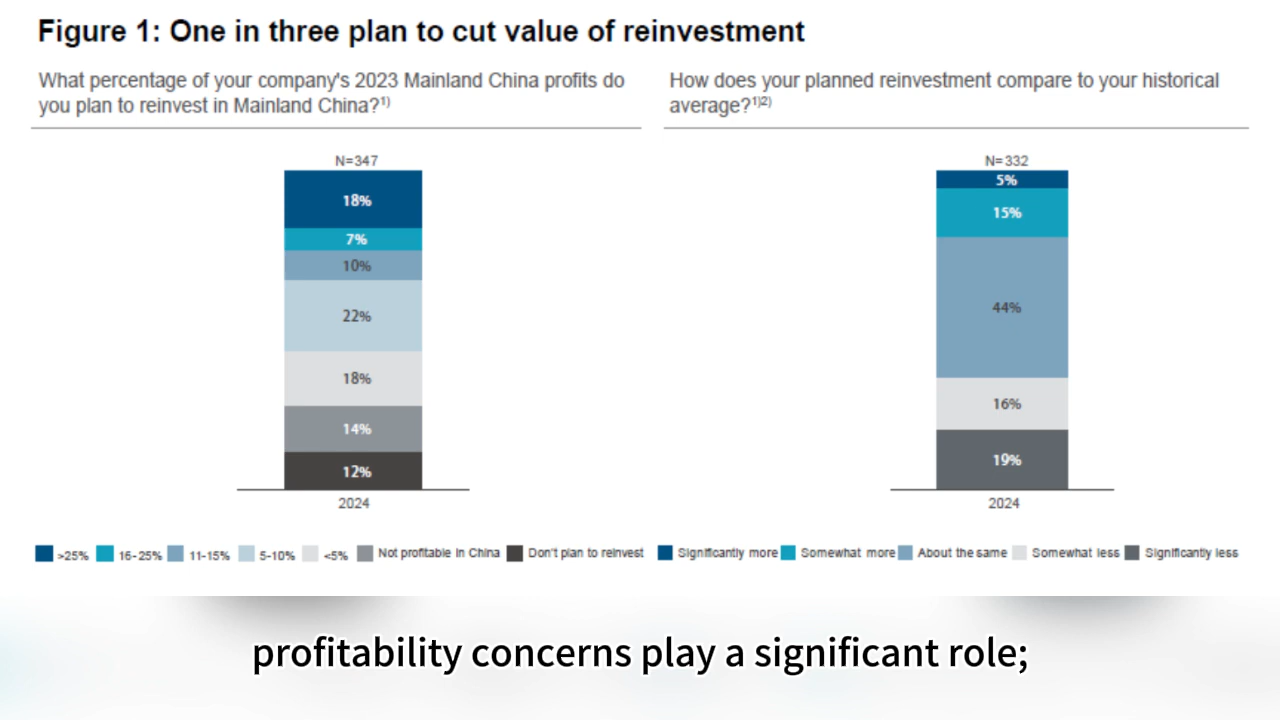 Figure 1: One in three plan to cut value of reinvestment
What percentage of your company's 2023 Mainland China profits do
you plan to reinvest in Mainland China?1)
N=347
18%
7%
10%
22%
18%
14%
12%
2024
>25% 16-25% 11-15% 5-10% <5% Not profitable in China Don't plan to reinvest
How does your planned reinvestment compare to your historical
average?1)2)
N=332
5%
15%
44%
16%
19%
2024
Significantly more Somewhat more About the same Somewhat less Significantly less
profitability concerns play a significant role;